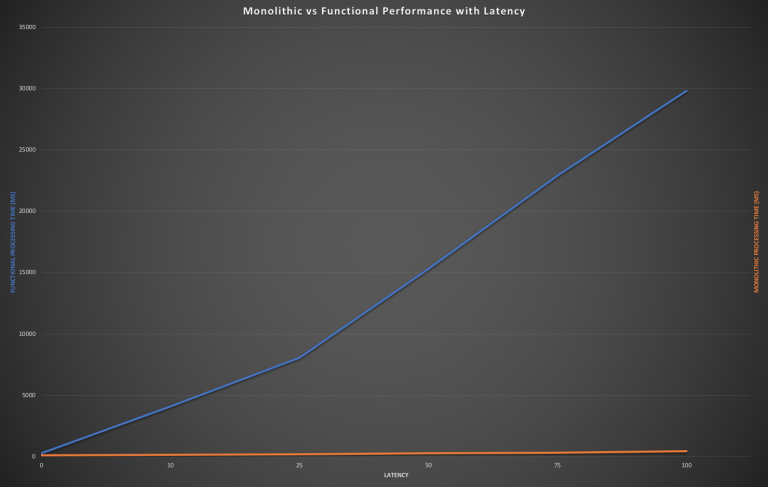 Monolithic vs Functional Performance with Latency
35000
30000
25000
20000
15000
10000
5000
0
FUNCTIONAL PROCESSING TIME (MS)
MONOLITHIC PROCESSING TIME (MS)
0 10 25 50 75 100
LATENCY